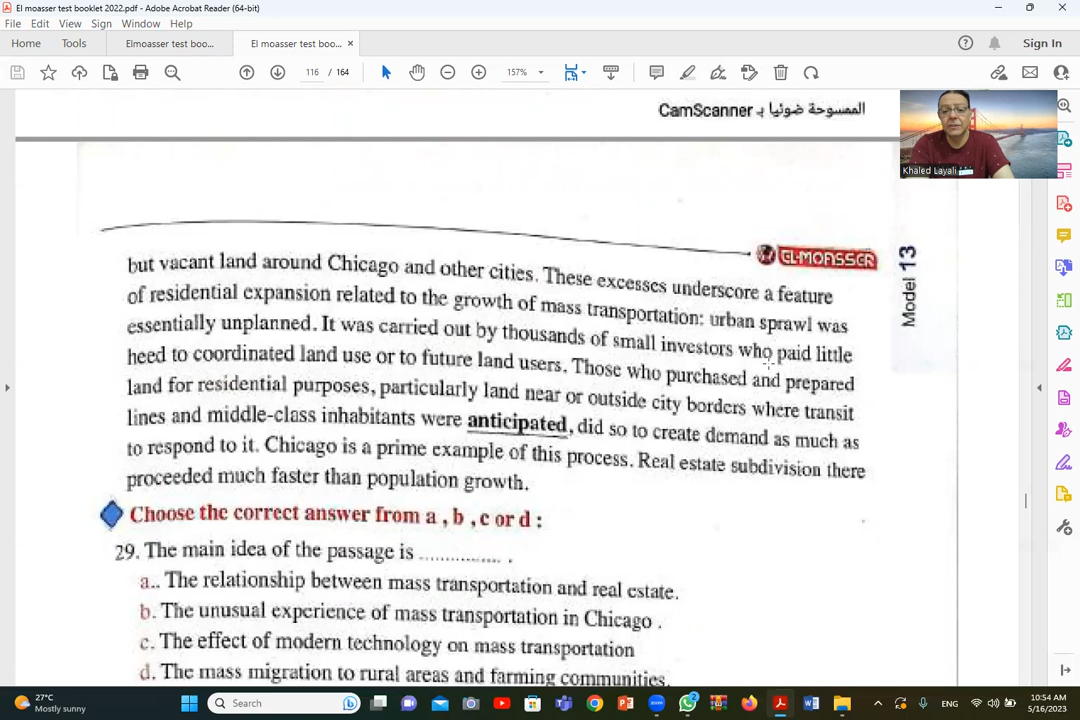 El moasser test booklet 2022.pdf - Adobe Acrobat Reader (64-bit)
File Edit View Sign Window Help
Home Tools Elmoasser test boo... El moasser test boo... ×
Sign In
116 / 164 157%
الممسوحة ضوئيا بـ CamScanner
Khaled Layali
EL-MOASSER
Model 13
but vacant land around Chicago and other cities. These excesses underscore a feature
of residential expansion related to the growth of mass transportation: urban sprawl was
essentially unplanned. It was carried out by thousands of small investors who paid little
heed to coordinated land use or to future land users. Those who purchased and prepared
land for residential purposes, particularly land near or outside city borders where transit
lines and middle-class inhabitants were anticipated, did so to create demand as much as
to respond to it. Chicago is a prime example of this process. Real estate subdivision there
proceeded much faster than population growth.
Choose the correct answer from a , b , c or d :
29. The main idea of the passage is ............... .
a.. The relationship between mass transportation and real estate.
b. The unusual experience of mass transportation in Chicago .
c. The effect of modern technology on mass transportation
d. The mass migration to rural areas and farming communities.
27°C
Mostly sunny
Search
2
ENG
10:54 AM
5/16/2023